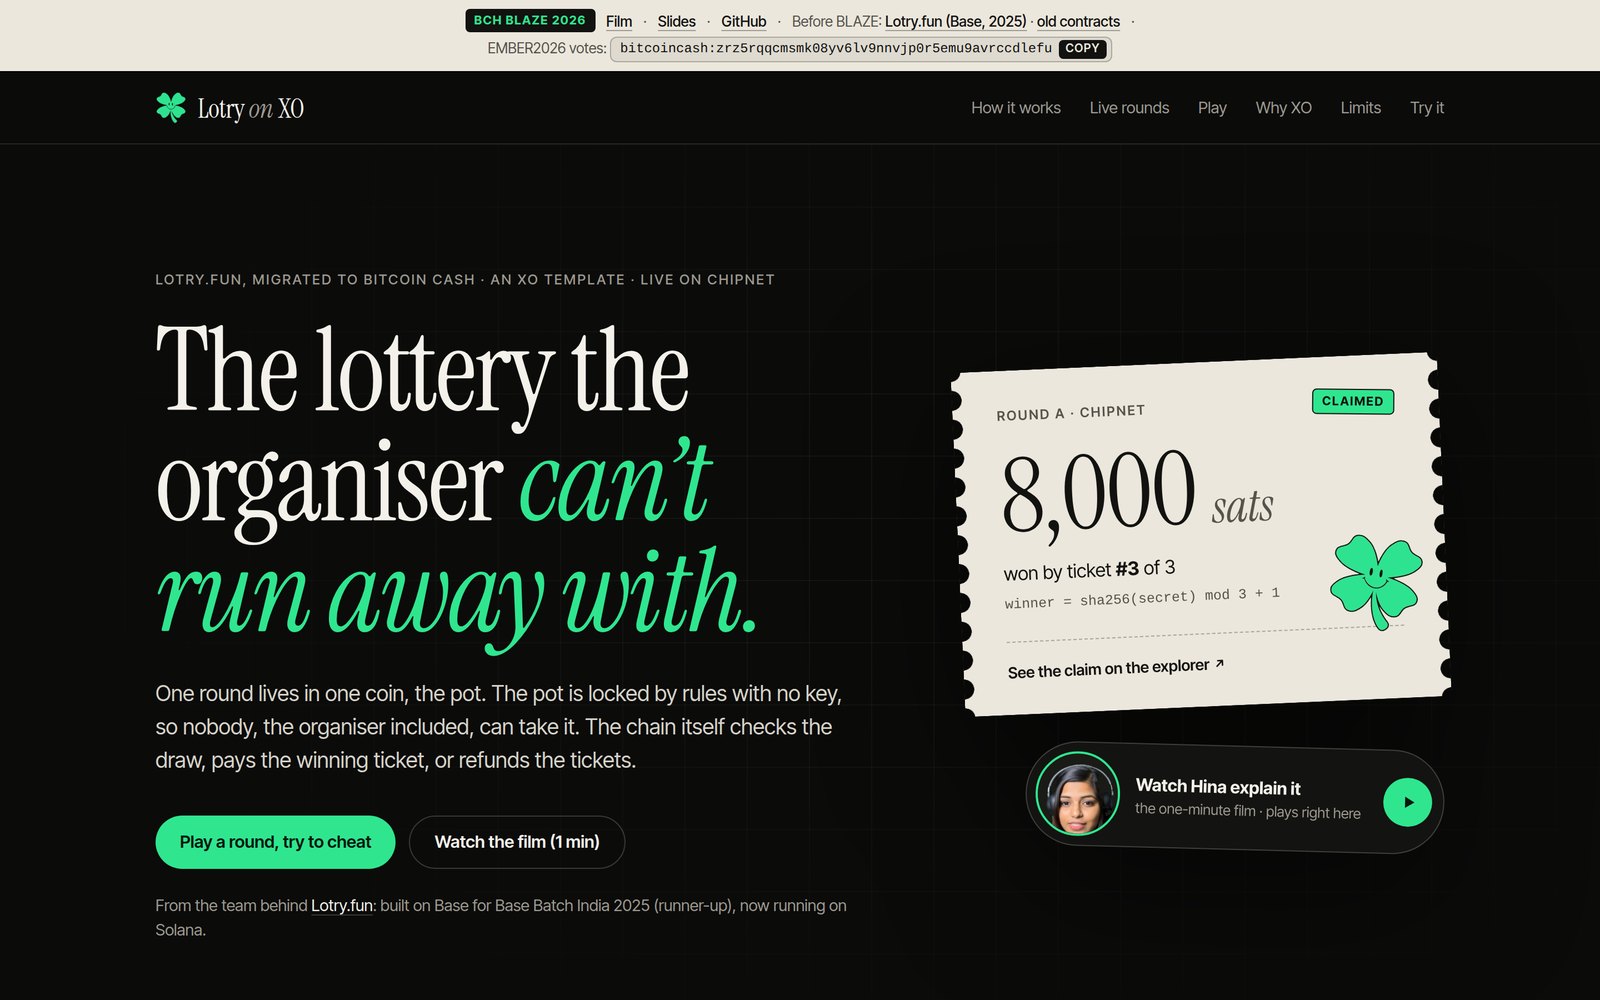 BCH BLAZE 2026 Film · Slides · GitHub · Before BLAZE: Lotry.fun (Base, 2025) · old contracts ·
EMBER2026 votes: bitcoincash:zrz5rqqcmsmk08yv6lv9nnvjp0r5emu9avrccdlefu COPY
Lotry on XO
How it works Live rounds Play Why XO Limits Try it
LOTRY.FUN, MIGRATED TO BITCOIN CASH · AN XO TEMPLATE · LIVE ON CHIPNET
The lottery the
organiser can’t
run away with.
One round lives in one coin, the pot. The pot is locked by rules with no key,
so nobody, the organiser included, can take it. The chain itself checks the
draw, pays the winning ticket, or refunds the tickets.
Play a round, try to cheat
Watch the film (1 min)
From the team behind Lotry.fun: built on Base for Base Batch India 2025 (runner-up), now running on
Solana.
ROUND A · CHIPNET
CLAIMED
8,000 sats
won by ticket #3 of 3
winner = sha256(secret) mod 3 + 1
See the claim on the explorer ↗
Watch Hina explain it
the one-minute film · plays right here